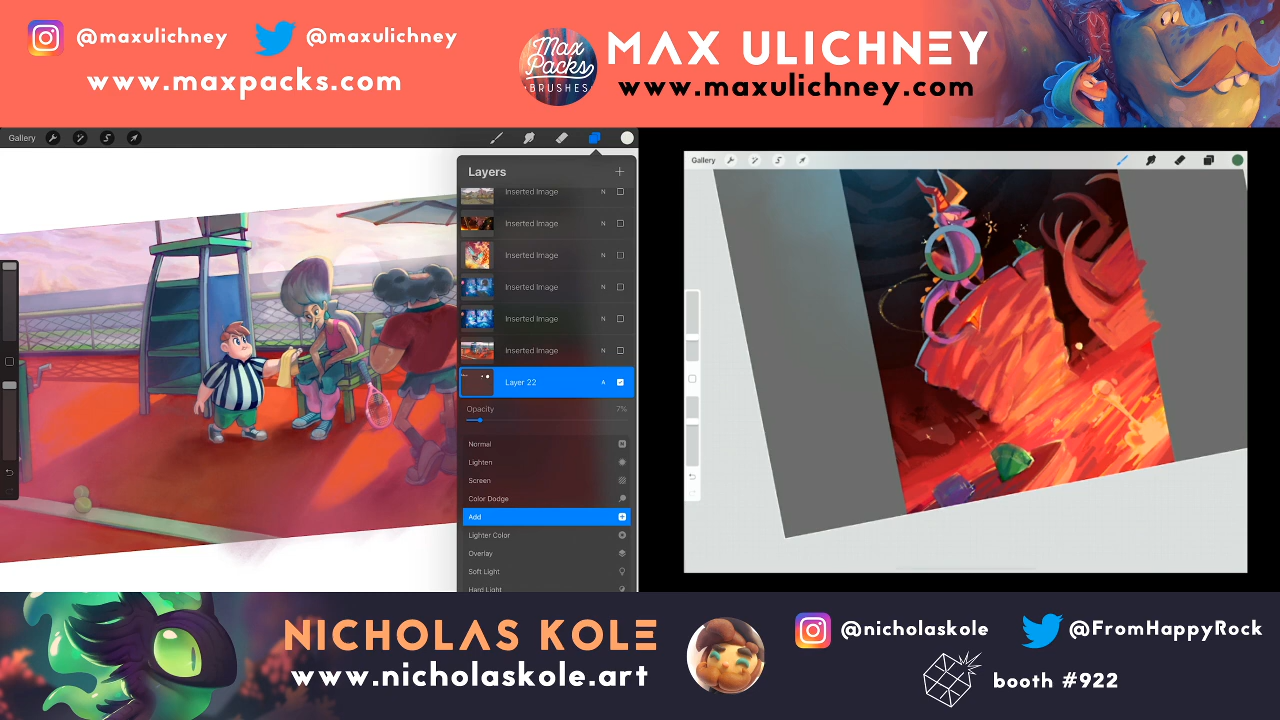 @maxulichney
@maxulichney
www.maxpacks.com
Max
Packs
BRUSHES
MAX ULICHNEY
www.maxulichney.com
Gallery
Layers
Inserted Image N
Inserted Image N
Inserted Image N
Inserted Image N
Inserted Image N
Inserted Image N
Layer 22 A
Opacity 7%
Normal
Lighten
Screen
Color Dodge
Add
Lighter Color
Overlay
Soft Light
Hard Light
Gallery
NICHOLAS KOLE
www.nicholaskole.art
@nicholaskole
@FromHappyRock
booth #922